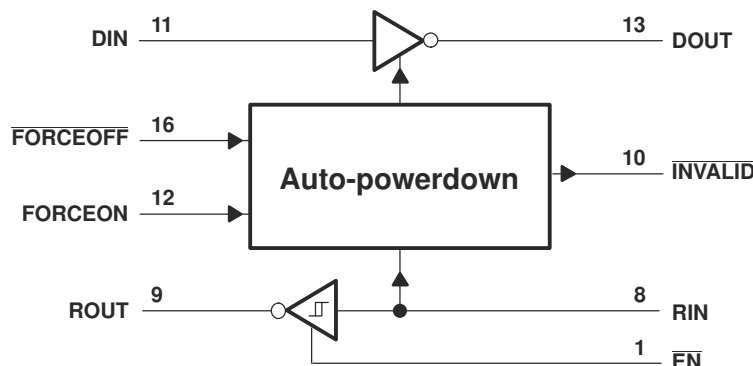 DIN 11 13 DOUT
FORCEOFF 16
Auto-powerdown
10 INVALID
FORCEON 12
ROUT 9 8 RIN
1 EN